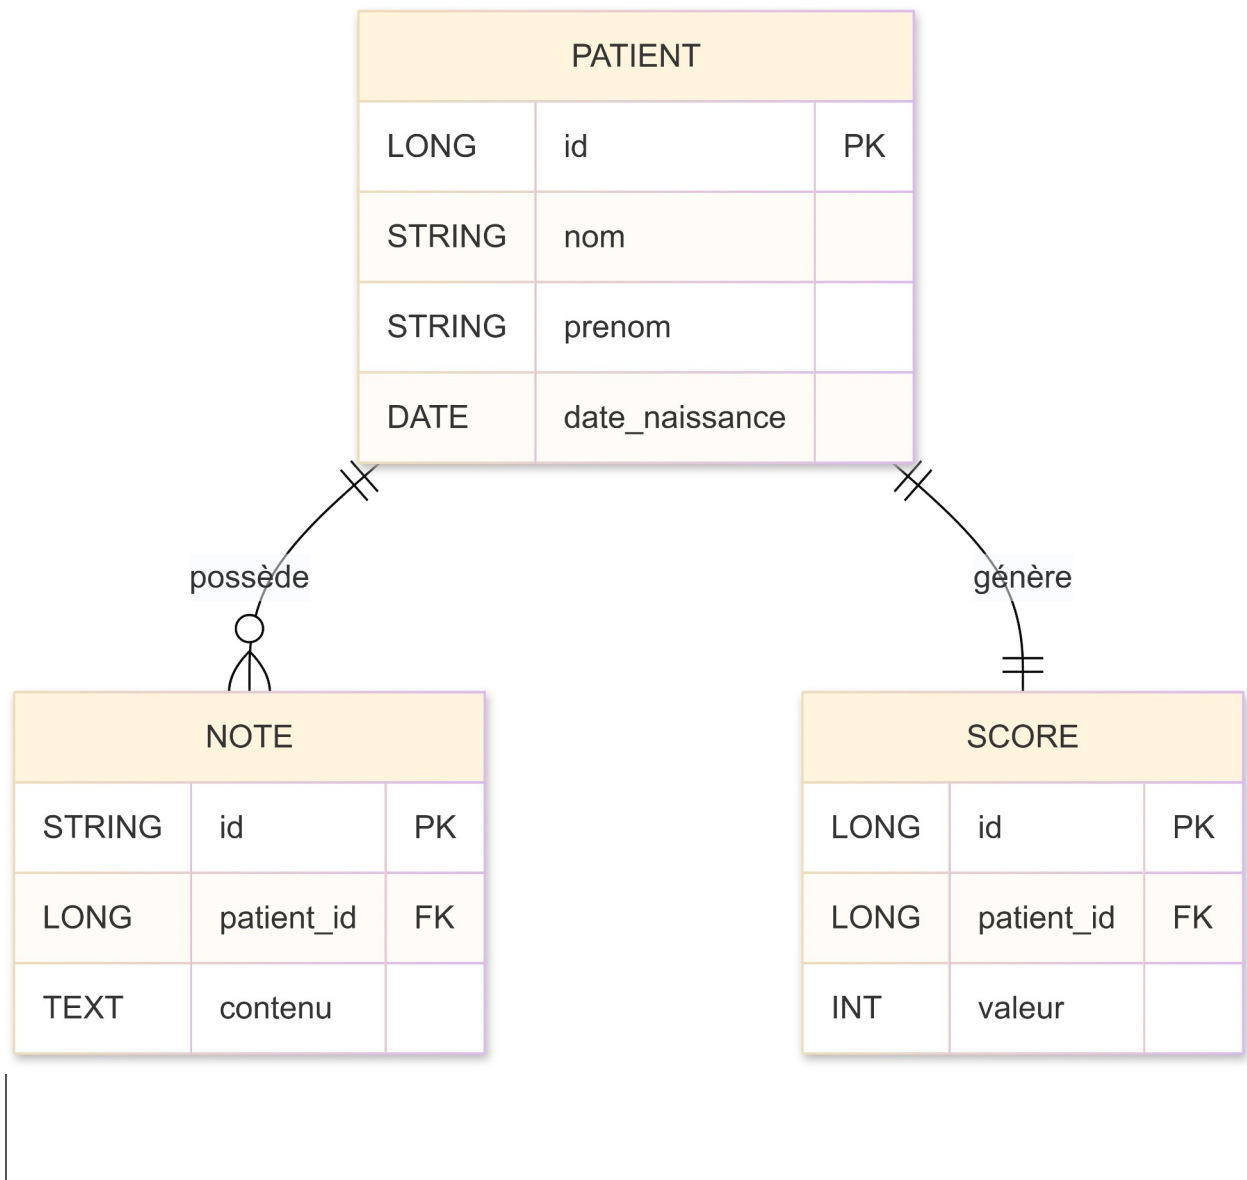 PATIENT
LONG id PK
STRING nom
STRING prenom
DATE date_naissance
possède
génère
NOTE
STRING id PK
LONG patient_id FK
TEXT contenu
SCORE
LONG id PK
LONG patient_id FK
INT valeur